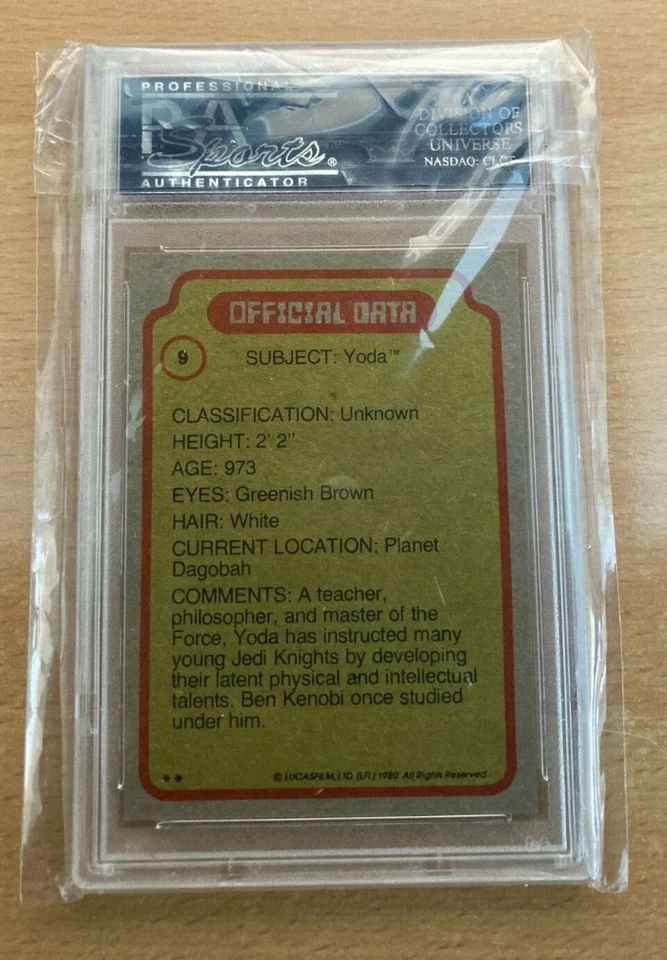 PROFESSIONAL
Sports®
AUTHENTICATOR
DIVISION OF
COLLECTORS
UNIVERSE
NASDAQ: CLCT
OFFICIAL DATA
9
SUBJECT: Yoda™
CLASSIFICATION: Unknown
HEIGHT: 2' 2"
AGE: 973
EYES: Greenish Brown
HAIR: White
CURRENT LOCATION: Planet
Dagobah
COMMENTS: A teacher,
philosopher, and master of the
Force, Yoda has instructed many
young Jedi Knights by developing
their latent physical and intellectual
talents. Ben Kenobi once studied
under him.
** © LUCASFILM, LTD. (LFL) 1980 All Rights Reserved